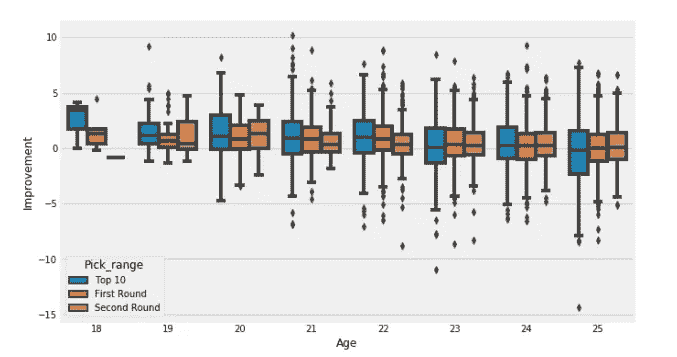 10
5
0
−5
−10
−15
Improvement
Pick_range
Top 10
First Round
Second Round
18 19 20 21 22 23 24 25
Age